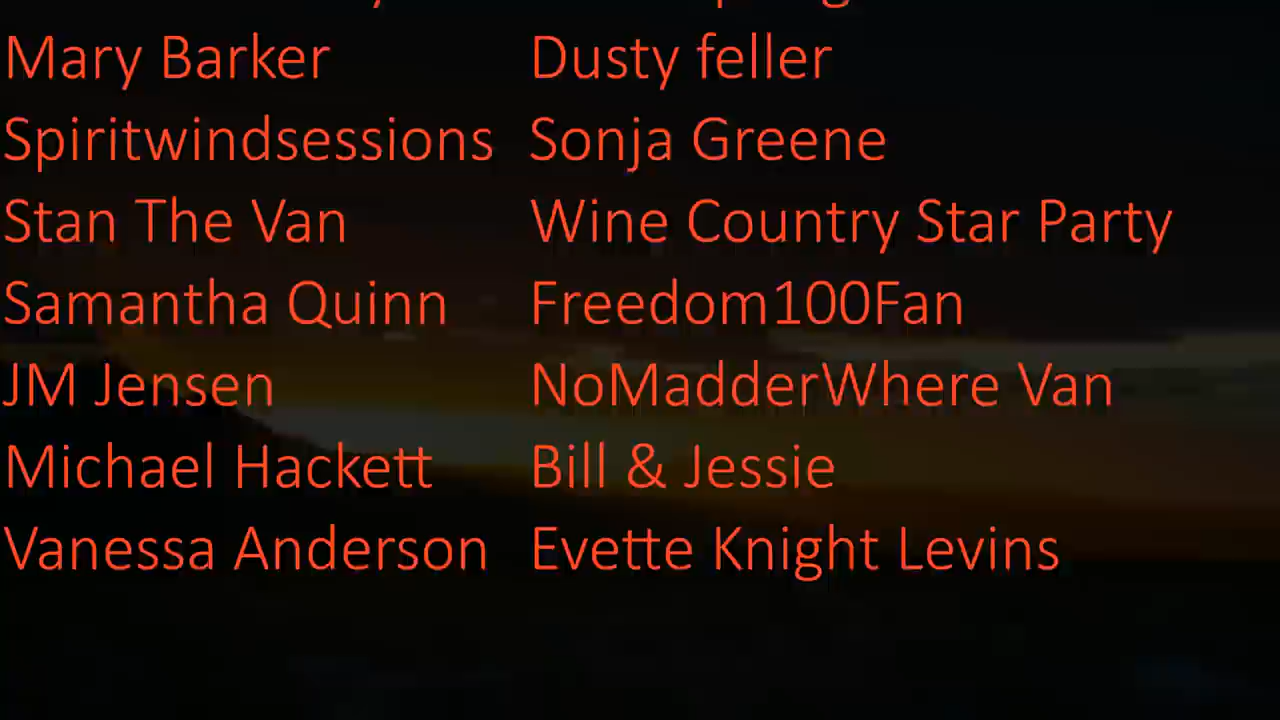 Mary Barker Dusty feller
Spiritwindsessions Sonja Greene
Stan The Van Wine Country Star Party
Samantha Quinn Freedom100Fan
JM Jensen NoMadderWhere Van
Michael Hackett Bill & Jessie
Vanessa Anderson Evette Knight Levins